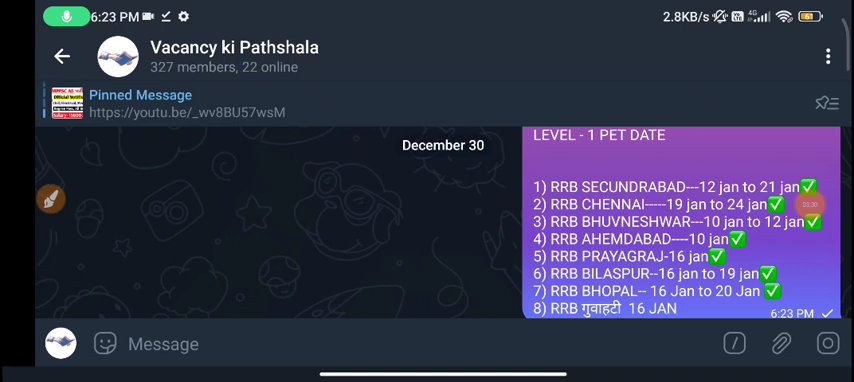 6:23 PM
2.8KB/s 4G 61
Vacancy ki Pathshala
327 members, 22 online
Pinned Message
https://youtu.be/_wv8BU57wsM
December 30
LEVEL - 1 PET DATE
1) RRB SECUNDRABAD---12 jan to 21 jan✅
2) RRB CHENNAI-----19 jan to 24 jan✅
03:30
3) RRB BHUVNESHWAR---10 jan to 12 jan✅
4) RRB AHEMDABAD----10 jan✅
5) RRB PRAYAGRAJ-16 jan✅
6) RRB BILASPUR--16 jan to 19 jan✅
7) RRB BHOPAL-- 16 Jan to 20 Jan ✅
8) RRB गुवाहटी 16 JAN
6:23 PM
Message